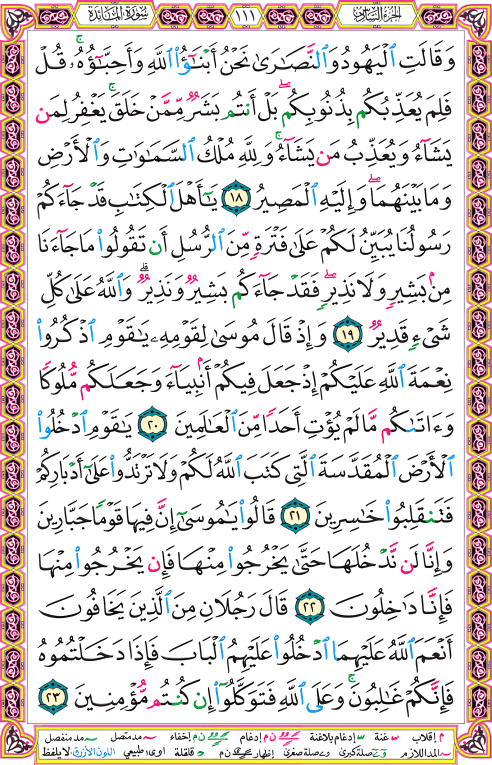 الجزء السادس ١١١ سورة المائدة
وَقَالَتِ ٱلْيَهُودُ وَٱلنَّصَـٰرَىٰ نَحْنُ أَبْنَـٰٓؤُا۟ ٱللَّهِ وَأَحِبَّـٰٓؤُهُۥ ۚ قُلْ
فَلِمَ يُعَذِّبُكُم بِذُنُوبِكُم ۖ بَلْ أَنتُم بَشَرٌ مِّمَّنْ خَلَقَ ۚ يَغْفِرُ لِمَن
يَشَآءُ وَيُعَذِّبُ مَن يَشَآءُ ۚ وَلِلَّهِ مُلْكُ ٱلسَّمَـٰوَٰتِ وَٱلْأَرْضِ
وَمَا بَيْنَهُمَا ۖ وَإِلَيْهِ ٱلْمَصِيرُ ١٨ يَـٰٓأَهْلَ ٱلْكِتَـٰبِ قَدْ جَآءَكُمْ
رَسُولُنَا يُبَيِّنُ لَكُمْ عَلَىٰ فَتْرَةٍ مِّنَ ٱلرُّسُلِ أَن تَقُولُوا۟ مَا جَآءَنَا
مِنۢ بَشِيرٍ وَلَا نَذِيرٍ ۖ فَقَدْ جَآءَكُم بَشِيرٌ وَنَذِيرٌ ۗ وَٱللَّهُ عَلَىٰ كُلِّ
شَىْءٍ قَدِيرٌ ١٩ وَإِذْ قَالَ مُوسَىٰ لِقَوْمِهِۦ يَـٰقَوْمِ ٱذْكُرُوا۟
نِعْمَةَ ٱللَّهِ عَلَيْكُمْ إِذْ جَعَلَ فِيكُمْ أَنۢبِيَآءَ وَجَعَلَكُم مُّلُوكًا
وَءَاتَىٰكُم مَّا لَمْ يُؤْتِ أَحَدًا مِّنَ ٱلْعَـٰلَمِينَ ٢٠ يَـٰقَوْمِ ٱدْخُلُوا۟
ٱلْأَرْضَ ٱلْمُقَدَّسَةَ ٱلَّتِى كَتَبَ ٱللَّهُ لَكُمْ وَلَا تَرْتَدُّوا۟ عَلَىٰٓ أَدْبَارِكُمْ
فَتَنقَلِبُوا۟ خَـٰسِرِينَ ٢١ قَالُوا۟ يَـٰمُوسَىٰٓ إِنَّ فِيهَا قَوْمًا جَبَّارِينَ
وَإِنَّا لَن نَّدْخُلَهَا حَتَّىٰ يَخْرُجُوا۟ مِنْهَا فَإِن يَخْرُجُوا۟ مِنْهَا
فَإِنَّا دَٰخِلُونَ ٢٢ قَالَ رَجُلَانِ مِنَ ٱلَّذِينَ يَخَافُونَ
أَنْعَمَ ٱللَّهُ عَلَيْهِمَا ٱدْخُلُوا۟ عَلَيْهِمُ ٱلْبَابَ فَإِذَا دَخَلْتُمُوهُ
فَإِنَّكُمْ غَـٰلِبُونَ ۚ وَعَلَى ٱللَّهِ فَتَوَكَّلُوٓا۟ إِن كُنتُم مُّؤْمِنِينَ ٢٣
م إقلاب غنة إدغام بلاغنة ن م إدغام ن م إخفاء مد متصل مد منفصل
المد اللازم صلة كبرى صلة صغرى إظهار ن م قلقلة اوى: طبيعي اللون الأزرق: لا يلفظ